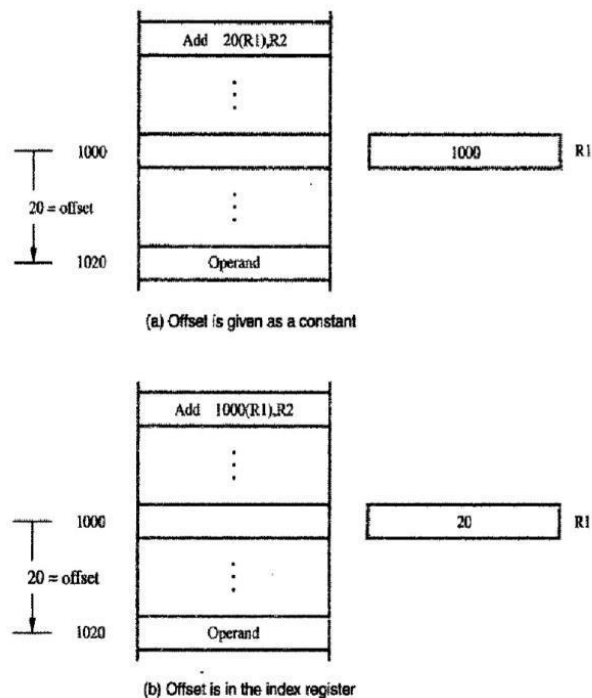 Add 20(R1),R2
1000
1000
R1
20 = offset
1020
Operand
(a) Offset is given as a constant
Add 1000(R1),R2
1000
20
R1
20 = offset
1020
Operand
(b) Offset is in the index register